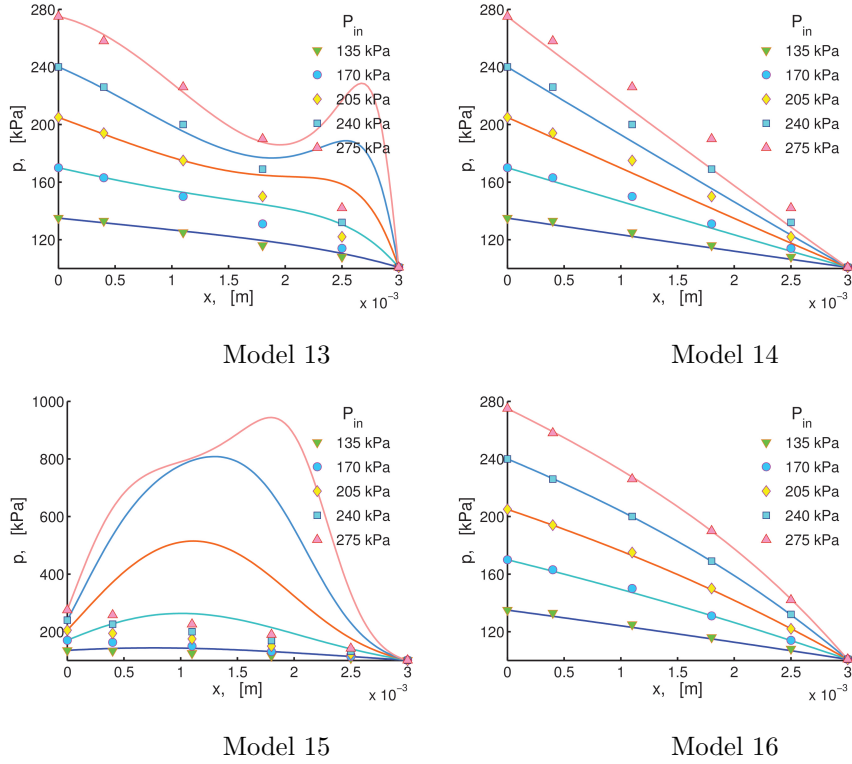 280
240
200
160
120
p, [kPa]
0
0.5
1
1.5
2
2.5
3
x, [m]
x 10⁻³
P_in
135 kPa
170 kPa
205 kPa
240 kPa
275 kPa
Model 13
280
240
200
160
120
p, [kPa]
0
0.5
1
1.5
2
2.5
3
x, [m]
x 10⁻³
P_in
135 kPa
170 kPa
205 kPa
240 kPa
275 kPa
Model 14
1000
800
600
400
200
p, [kPa]
0
0.5
1
1.5
2
2.5
3
x, [m]
x 10⁻³
P_in
135 kPa
170 kPa
205 kPa
240 kPa
275 kPa
Model 15
280
240
200
160
120
p, [kPa]
0
0.5
1
1.5
2
2.5
3
x, [m]
x 10⁻³
P_in
135 kPa
170 kPa
205 kPa
240 kPa
275 kPa
Model 16